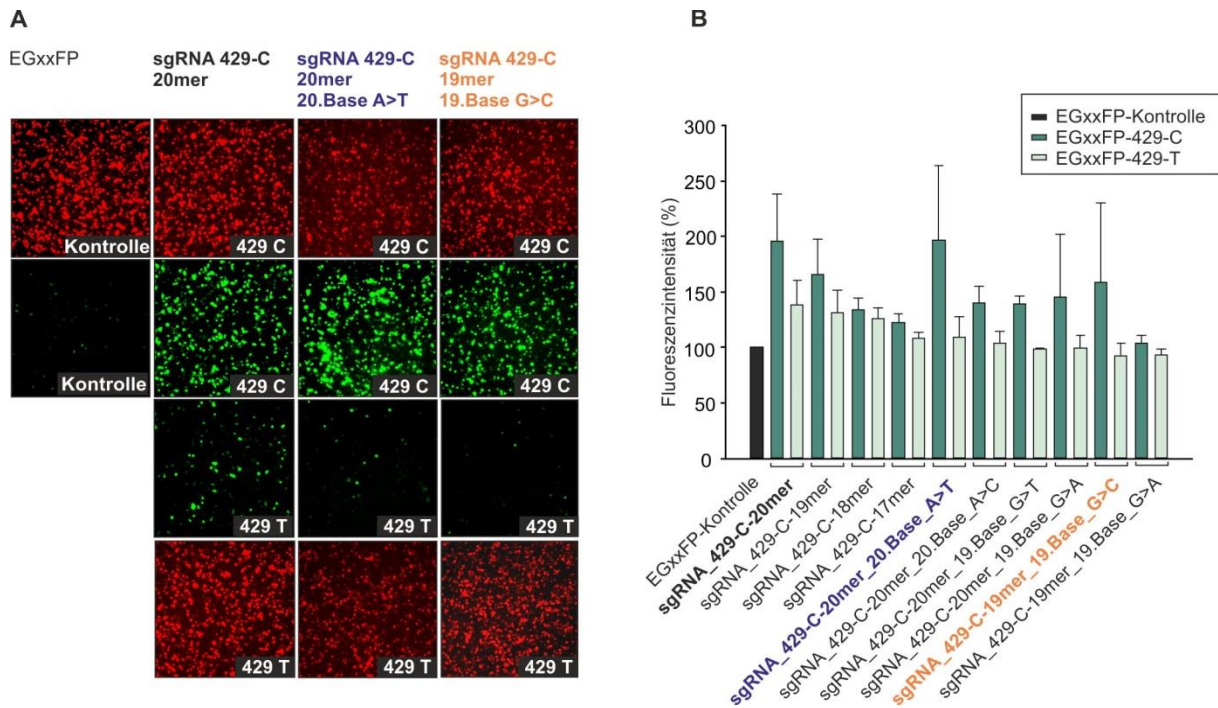 A
EGxxFP
sgRNA 429-C
20mer
sgRNA 429-C
20mer
20.Base A>T
sgRNA 429-C
19mer
19.Base G>C
Kontrolle
429 C
429 C
429 C
Kontrolle
429 C
429 C
429 C
429 T
429 T
429 T
429 T
429 T
429 T
B
EGxxFP-Kontrolle
EGxxFP-429-C
EGxxFP-429-T
Fluoreszenzintensität (%)
300
250
200
150
100
50
0
EGxxFP-Kontrolle
sgRNA_429-C-20mer
sgRNA_429-C-19mer
sgRNA_429-C-18mer
sgRNA_429-C-17mer
sgRNA_429-C-20mer_20.Base_A>T
sgRNA_429-C-20mer_20.Base_A>C
sgRNA_429-C-20mer_19.Base_G>T
sgRNA_429-C-20mer_19.Base_G>A
sgRNA_429-C-19mer_19.Base_G>C
sgRNA_429-C-19mer_19.Base_G>A